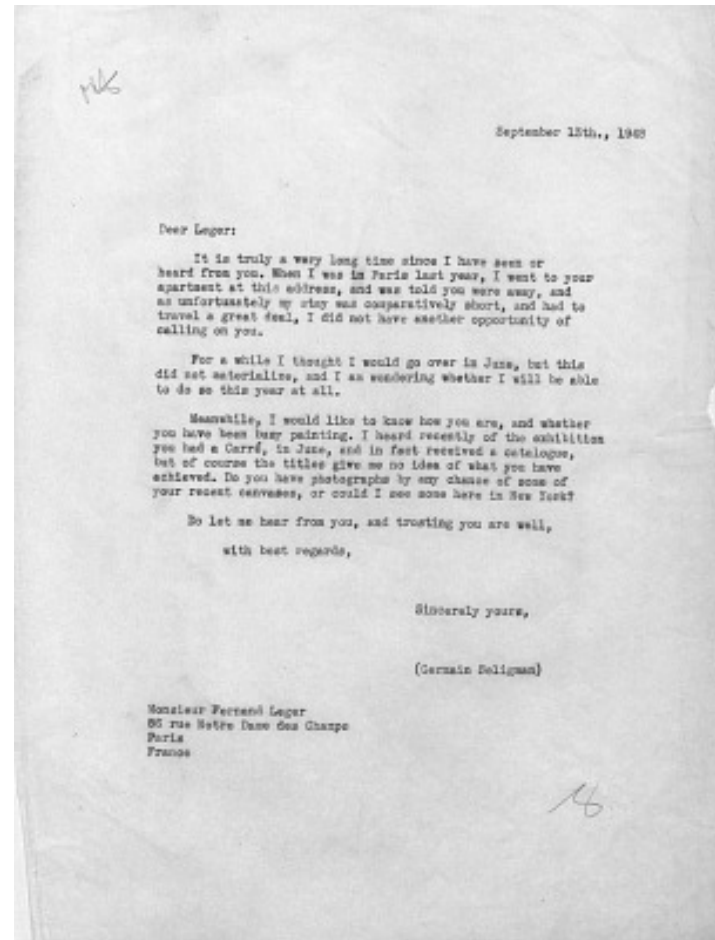 September 15th., 1948
Dear Leger:
It is truly a very long time since I have seen or
heard from you. When I was in Paris last year, I went to your
apartment at this address, and was told you were away, and
as unfortunately my stay was comparatively short, and had to
travel a great deal, I did not have another opportunity of
calling on you.
For a while I thought I would go over in June, but this
did not materialize, and I am wondering whether I will be able
to do so this year at all.
Meanwhile, I would like to know how you are, and whether
you have been busy painting. I heard recently of the exhibition
you had a Carré, in June, and in fact received a catalogue,
but of course the titles give me no idea of what you have
achieved. Do you have photographs by any chance of some of
your recent canvases, or could I see some here in New York?
Do let me hear from you, and trusting you are well,
with best regards,
Sincerely yours,
(Germain Seligman)
Monsieur Fernand Leger
86 rue Notre Dame des Champs
Paris
France